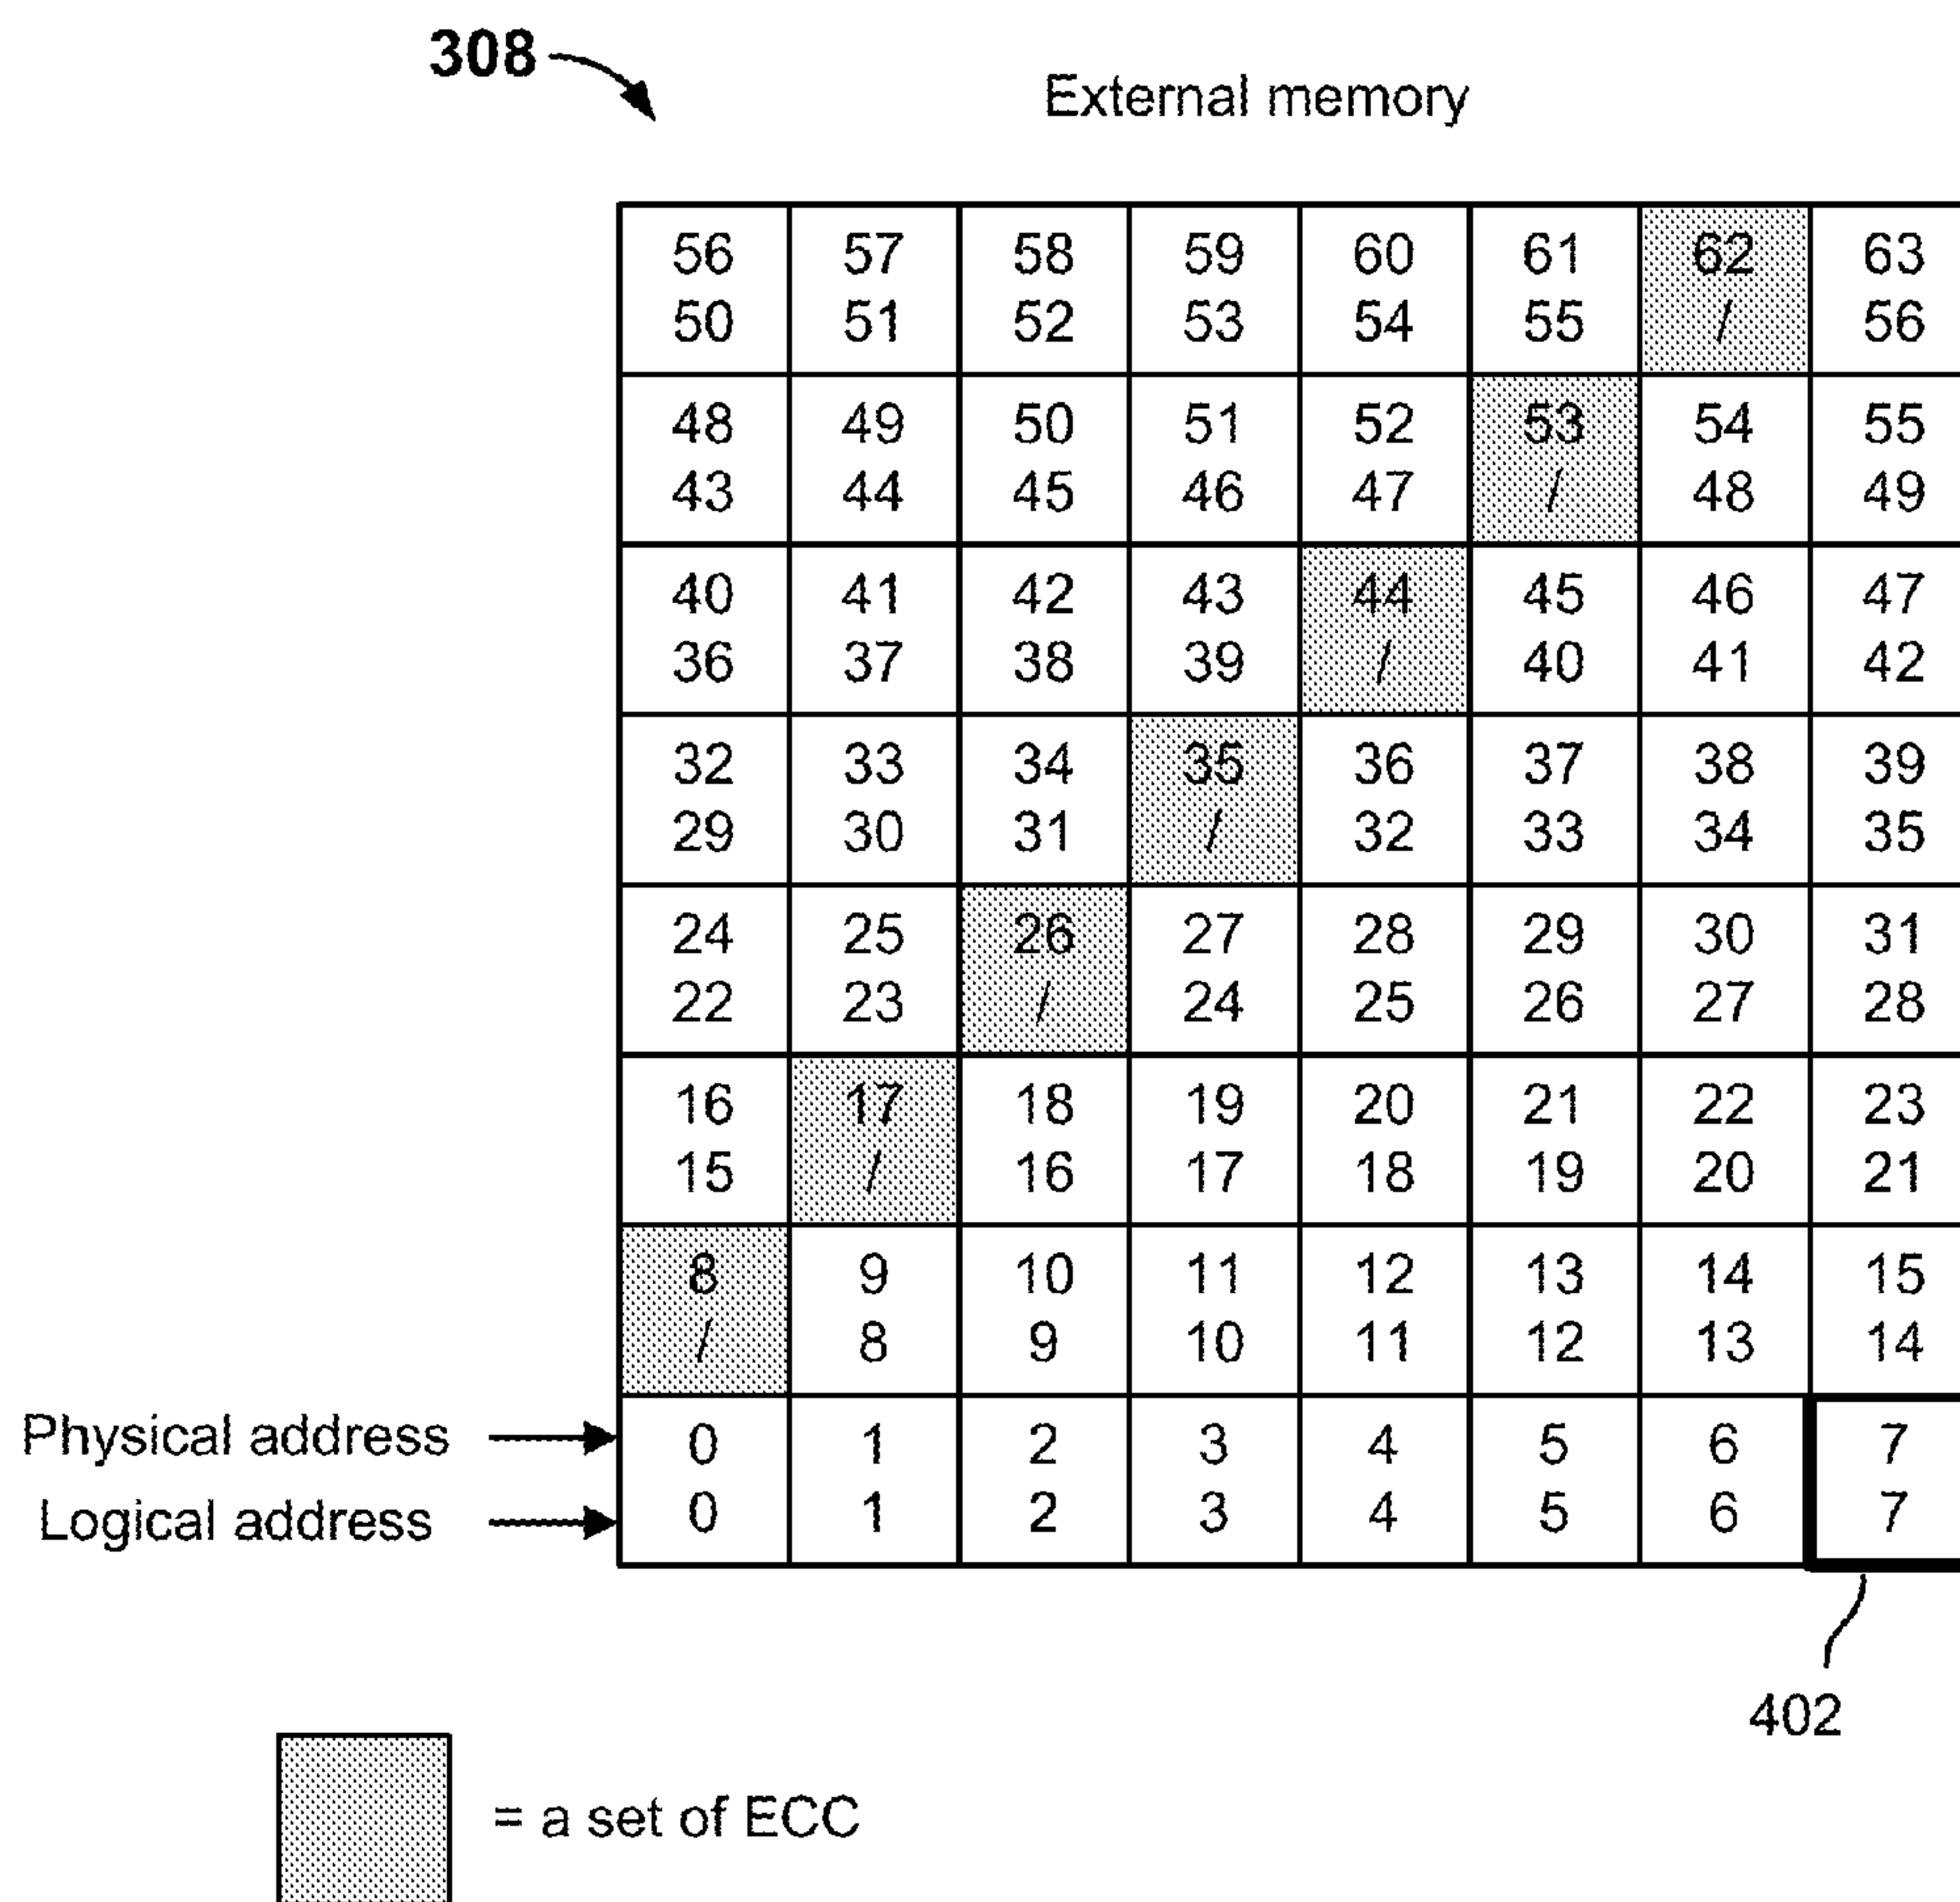 308
External memory
56 57 58 59 60 61 62 63
50 51 52 53 54 55 / 56
48 49 50 51 52 53 54 55
43 44 45 46 47 / 48 49
40 41 42 43 44 45 46 47
36 37 38 39 / 40 41 42
32 33 34 35 36 37 38 39
29 30 31 / 32 33 34 35
24 25 26 27 28 29 30 31
22 23 / 24 25 26 27 28
16 17 18 19 20 21 22 23
15 / 16 17 18 19 20 21
8 9 10 11 12 13 14 15
/ 8 9 10 11 12 13 14
Physical address 0 1 2 3 4 5 6 7
Logical address 0 1 2 3 4 5 6 7
402
= a set of ECC